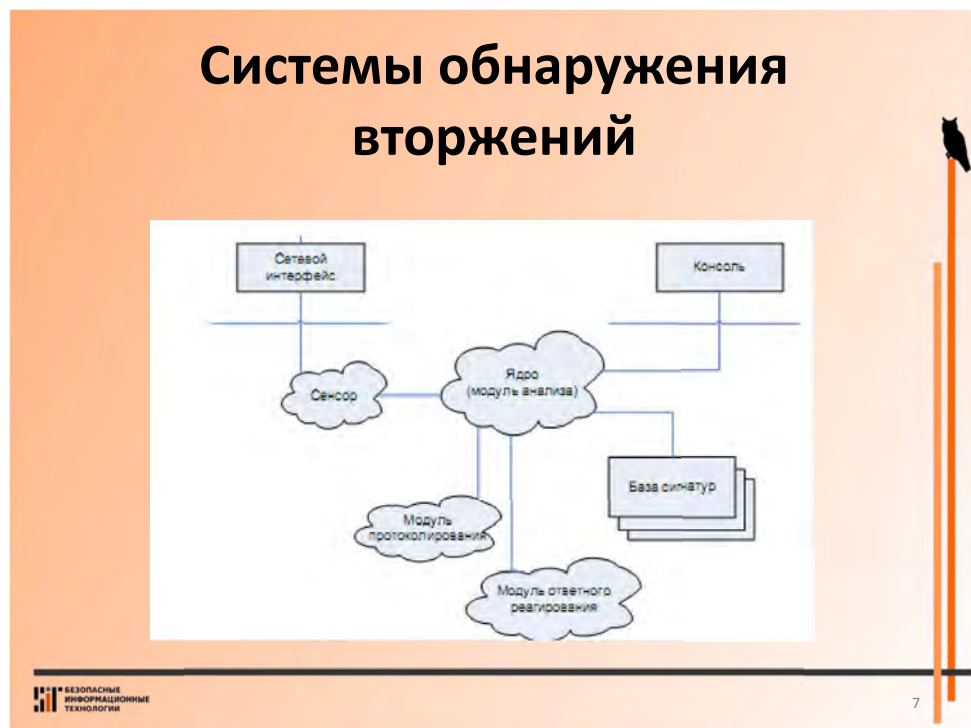 Системы обнаружения
вторжений
Сетевой
интерфейс
Консоль
Ядро
(модуль анализа)
Сенсор
База сигнатур
Модуль
протоколирования
Модуль ответного
реагирования
БЕЗОПАСНЫЕ
ИНФОРМАЦИОННЫЕ
ТЕХНОЛОГИИ
7